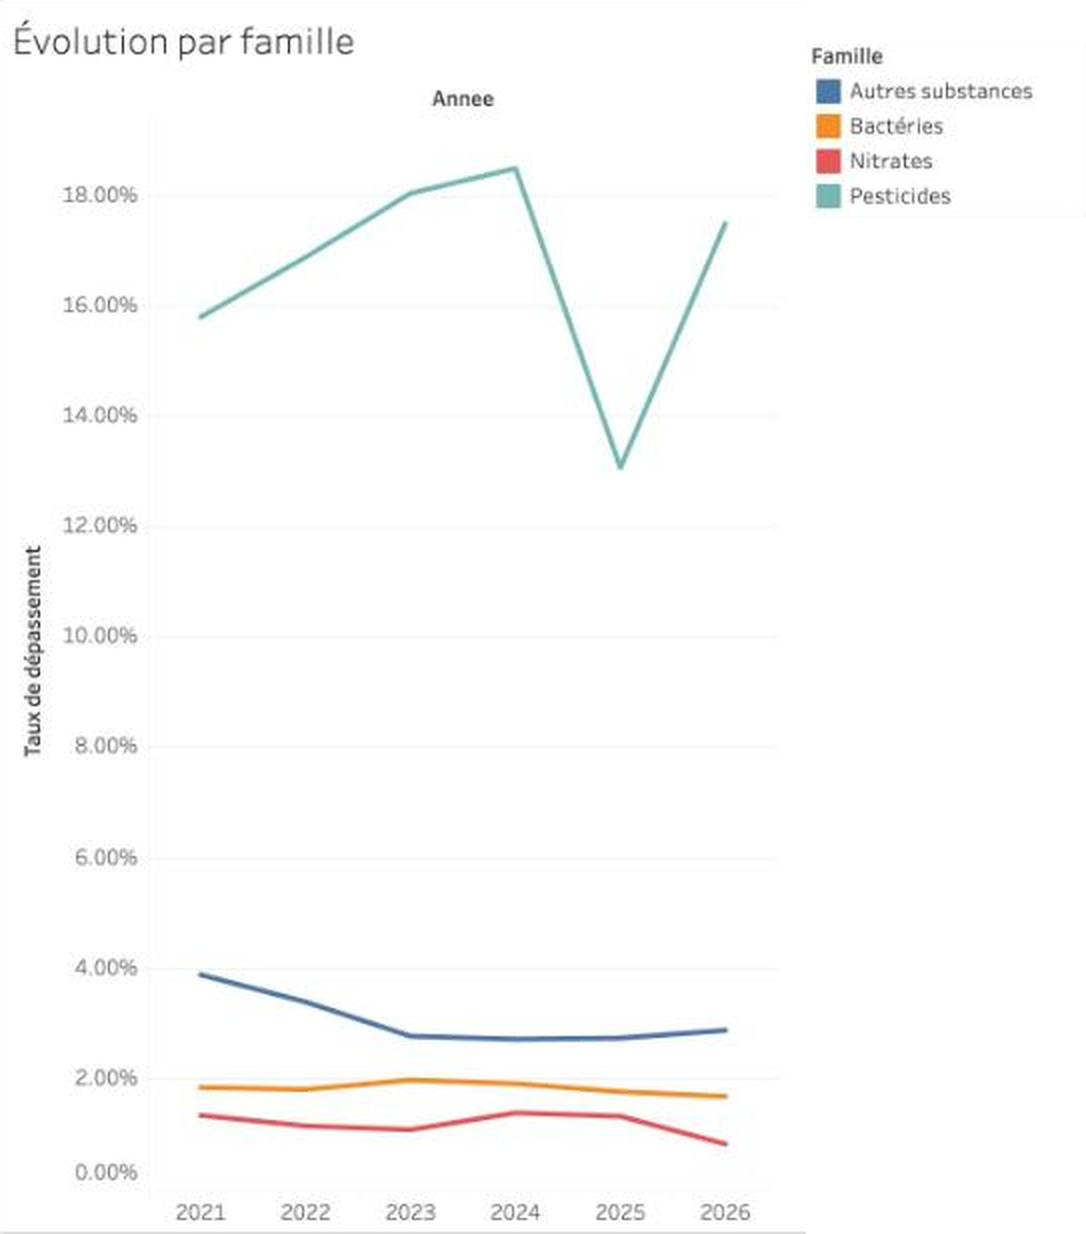 Évolution par famille
Annee
18.00%
16.00%
14.00%
12.00%
10.00%
8.00%
6.00%
4.00%
2.00%
0.00%
Taux de dépassement
2021 2022 2023 2024 2025 2026
Famille
Autres substances
Bactéries
Nitrates
Pesticides